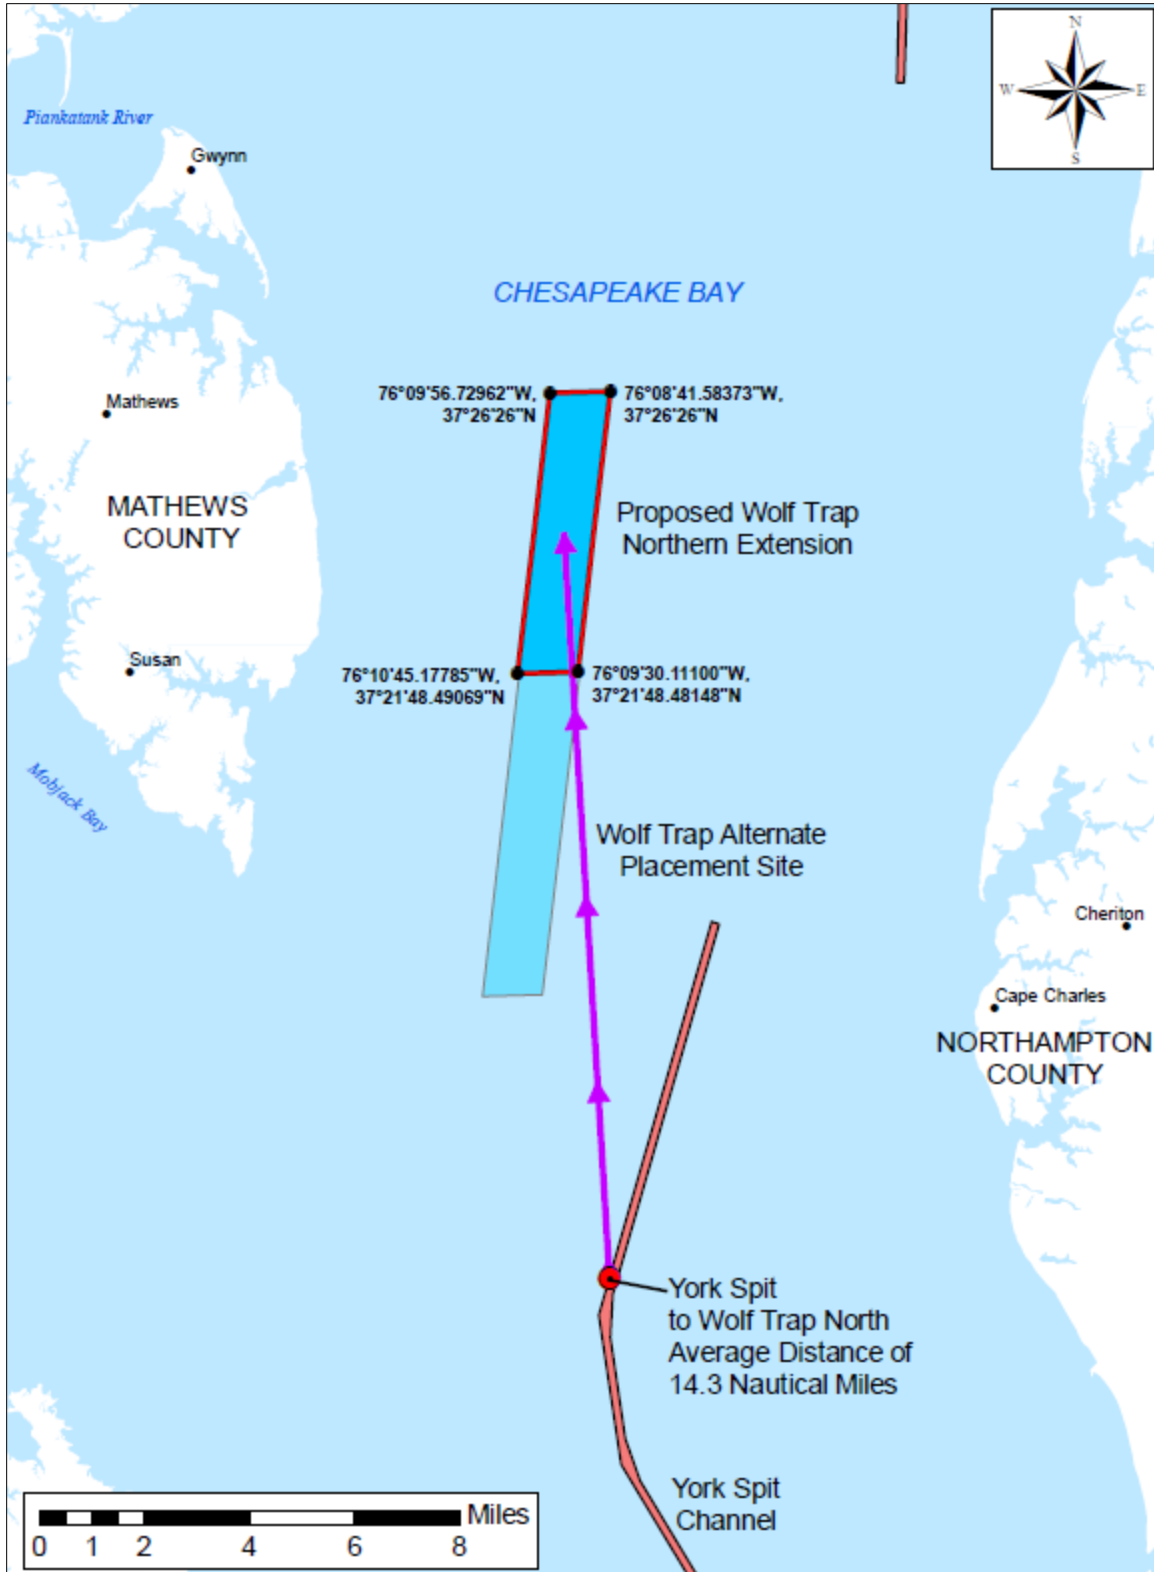 N
W
E
S
Piankatank River
Gwynn
CHESAPEAKE BAY
76°09'56.72962"W,
37°26'26"N
76°08'41.58373"W,
37°26'26"N
Mathews
MATHEWS
COUNTY
Proposed Wolf Trap
Northern Extension
Susan
76°10'45.17785"W,
37°21'48.49069"N
76°09'30.11100"W,
37°21'48.48148"N
Mobjack Bay
Wolf Trap Alternate
Placement Site
Cheriton
Cape Charles
NORTHAMPTON
COUNTY
York Spit
to Wolf Trap North
Average Distance of
14.3 Nautical Miles
York Spit
Channel
Miles
0 1 2 4 6 8